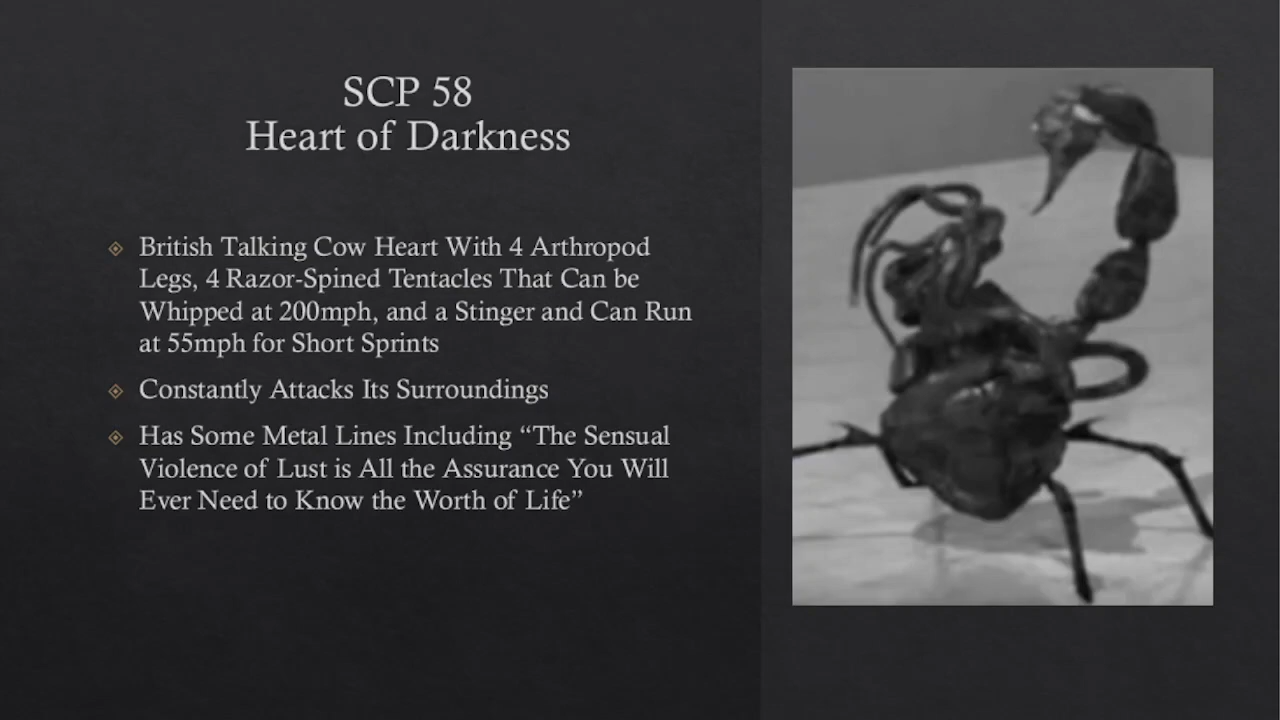 SCP 58
Heart of Darkness
British Talking Cow Heart With 4 Arthropod
Legs, 4 Razor-Spined Tentacles That Can be
Whipped at 200mph, and a Stinger and Can Run
at 55mph for Short Sprints
Constantly Attacks Its Surroundings
Has Some Metal Lines Including “The Sensual
Violence of Lust is All the Assurance You Will
Ever Need to Know the Worth of Life”